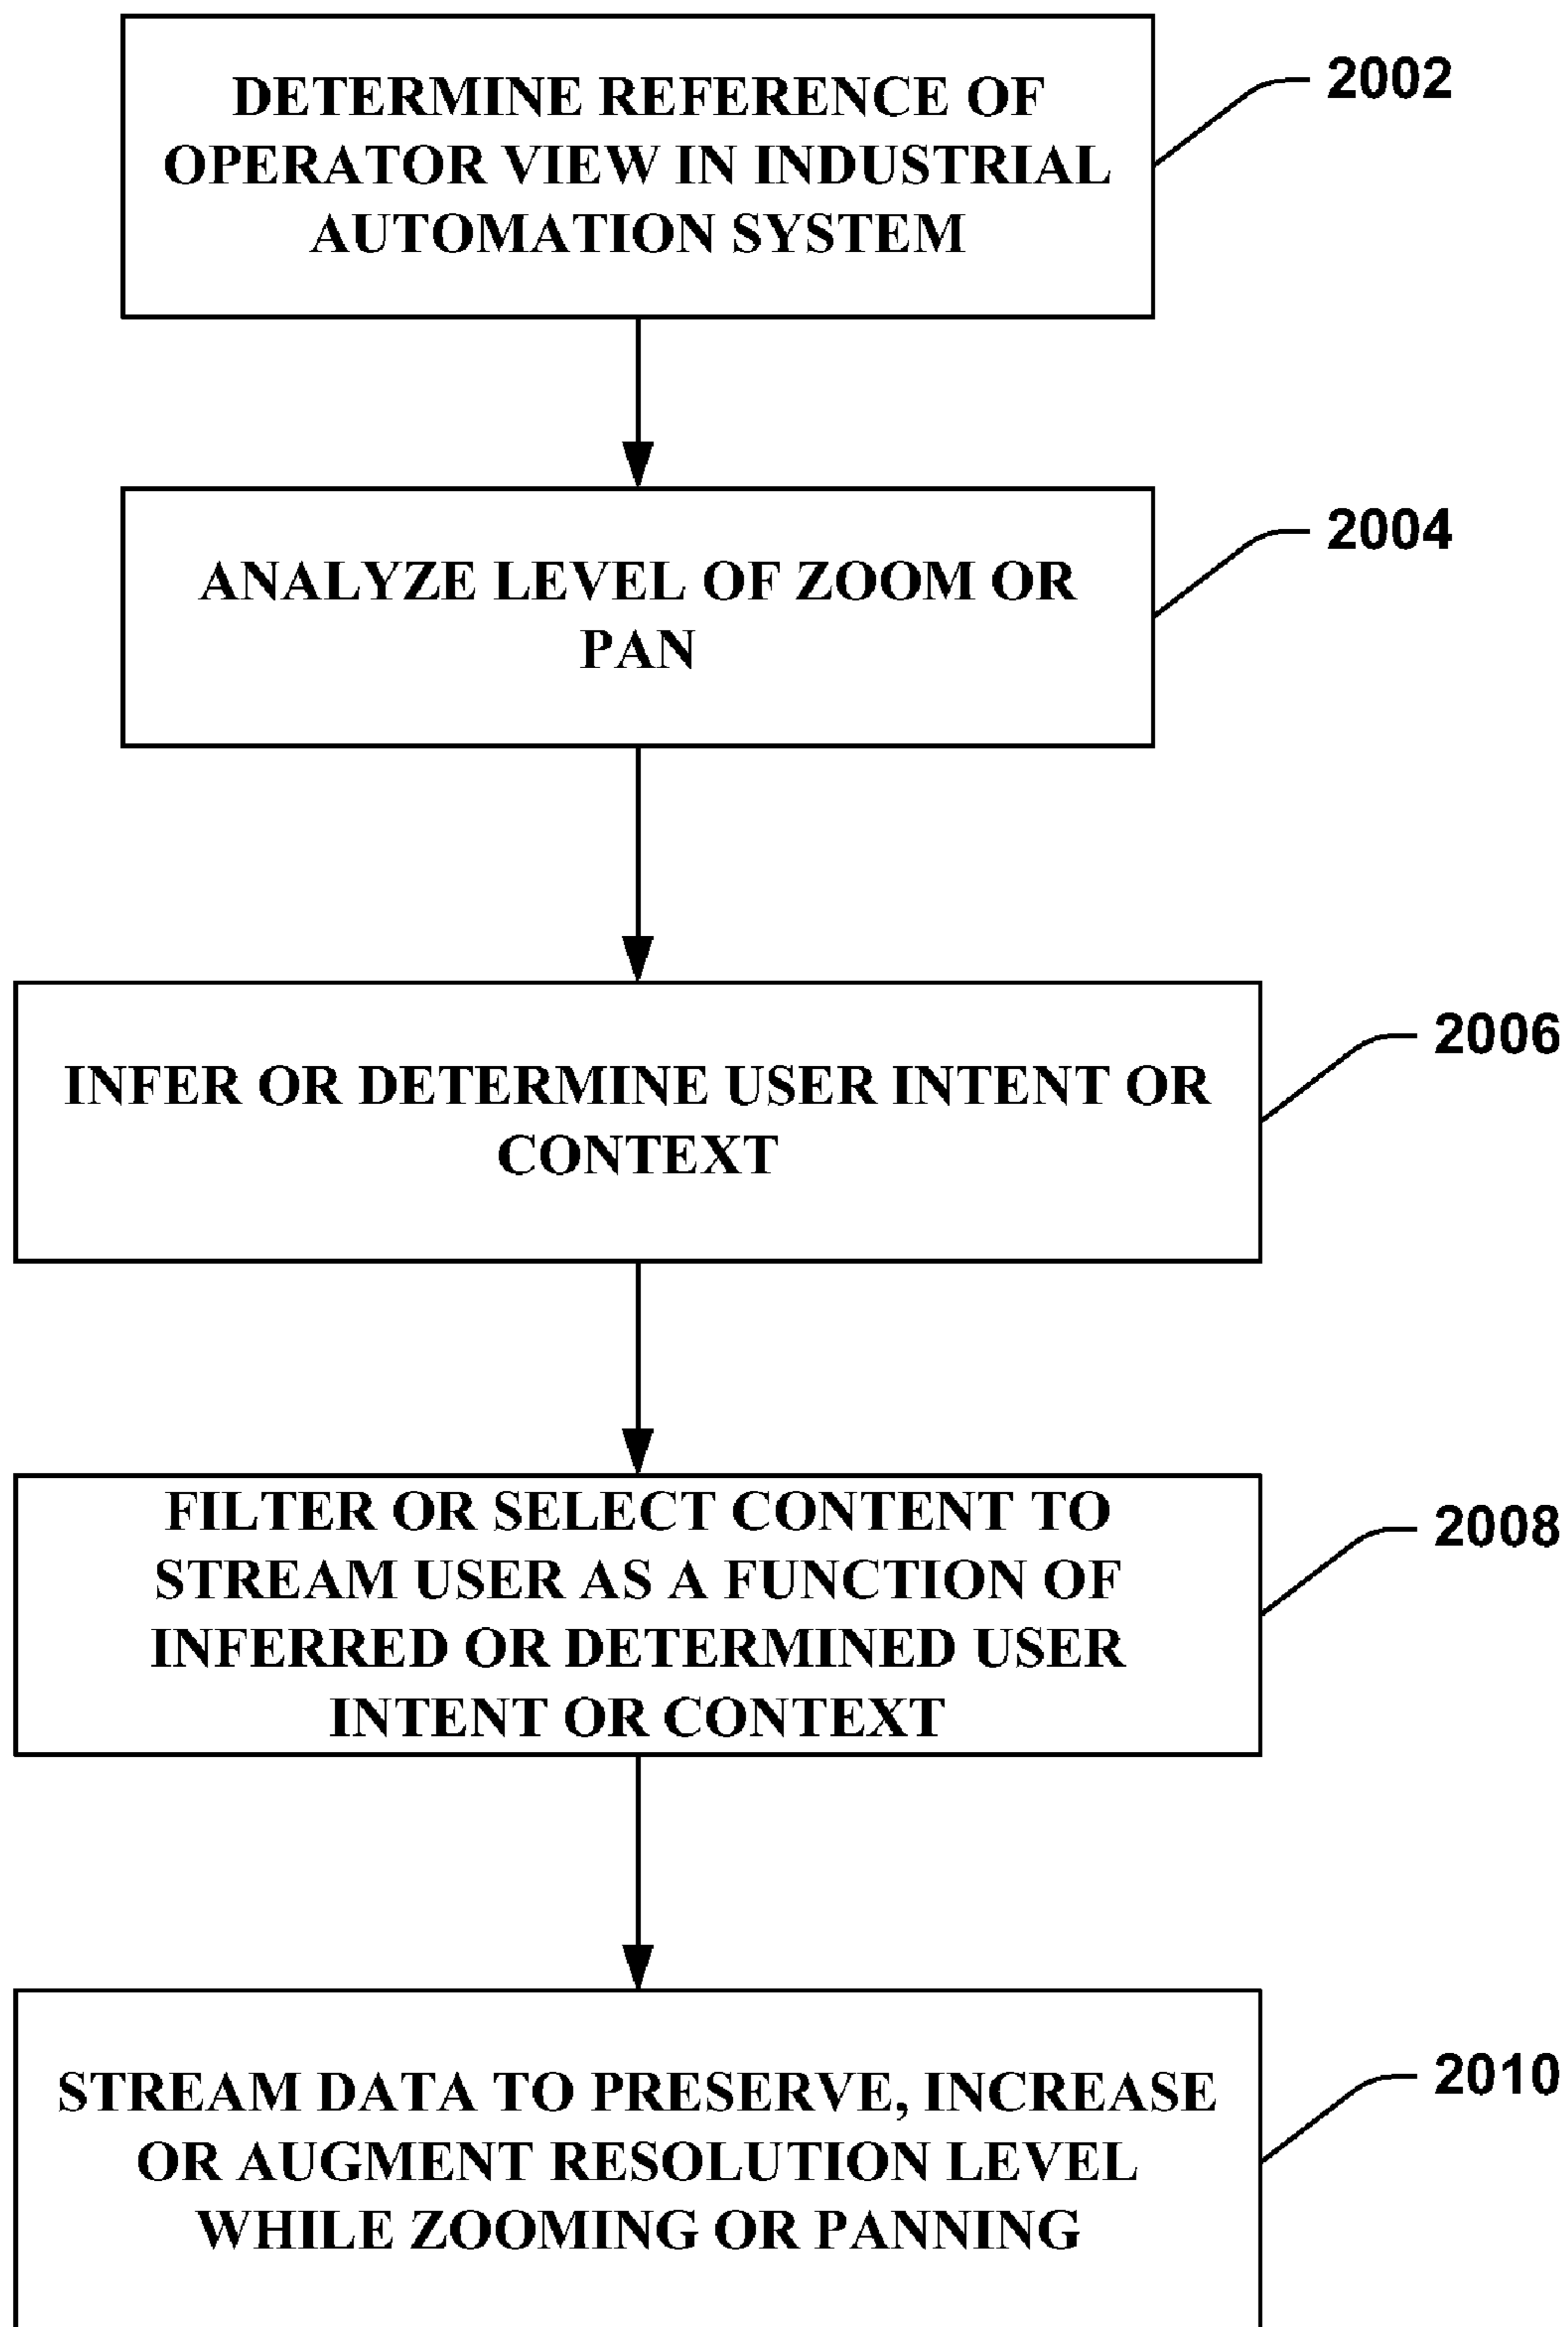 DETERMINE REFERENCE OF
OPERATOR VIEW IN INDUSTRIAL
AUTOMATION SYSTEM
2002
ANALYZE LEVEL OF ZOOM OR
PAN
2004
INFER OR DETERMINE USER INTENT OR
CONTEXT
2006
FILTER OR SELECT CONTENT TO
STREAM USER AS A FUNCTION OF
INFERRED OR DETERMINED USER
INTENT OR CONTEXT
2008
STREAM DATA TO PRESERVE, INCREASE
OR AUGMENT RESOLUTION LEVEL
WHILE ZOOMING OR PANNING
2010